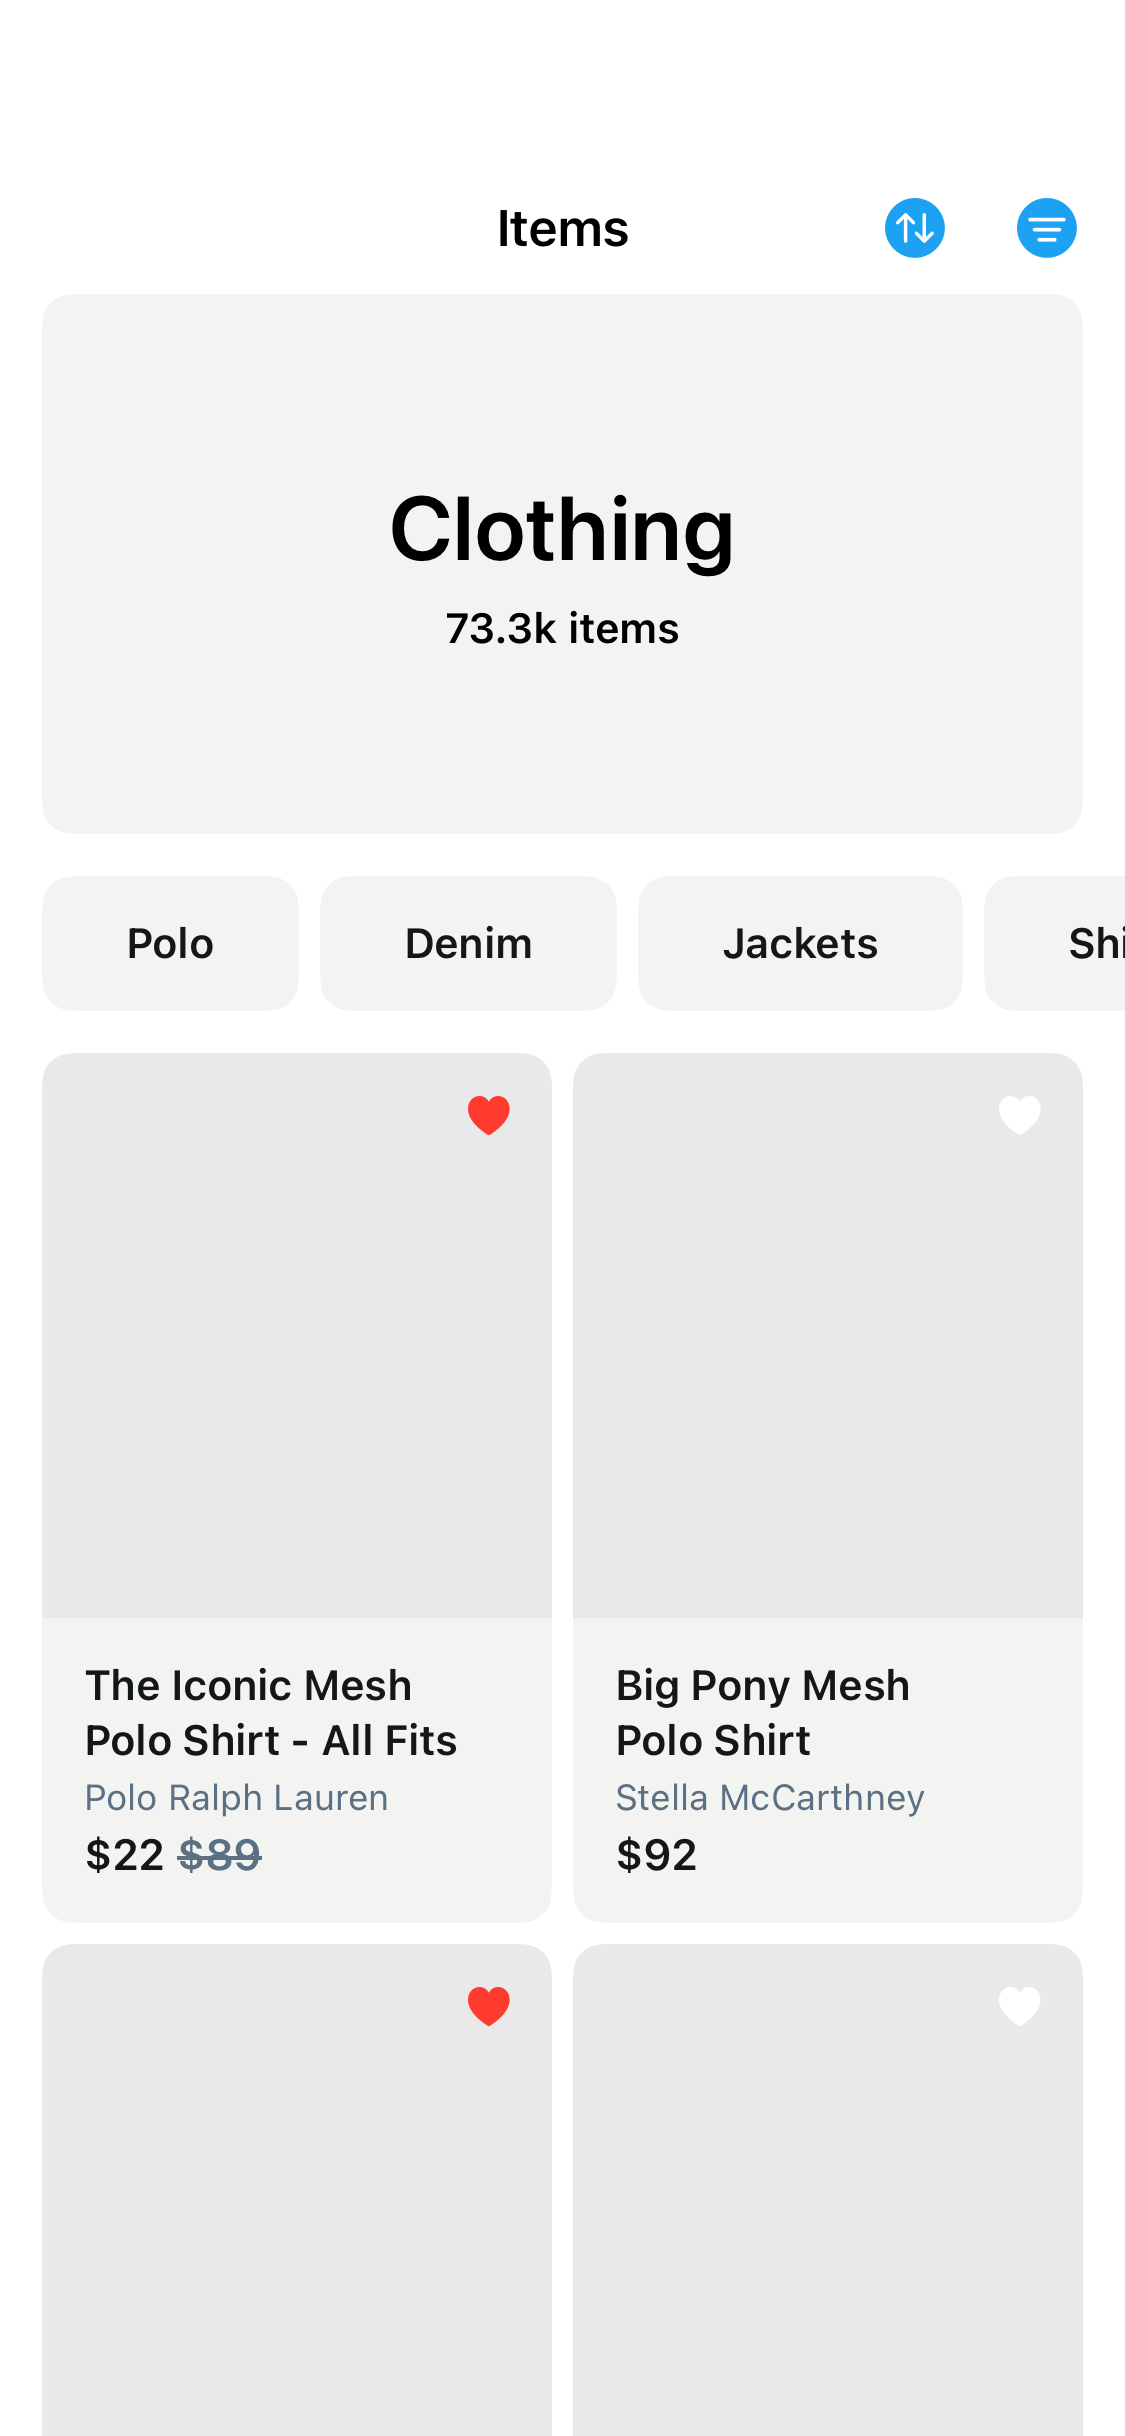 Items
Clothing
73.3k items
Polo
Denim
Jackets
Shi
The Iconic Mesh
Polo Shirt - All Fits
Polo Ralph Lauren
$22 $89
Big Pony Mesh
Polo Shirt
Stella McCarthney
$92